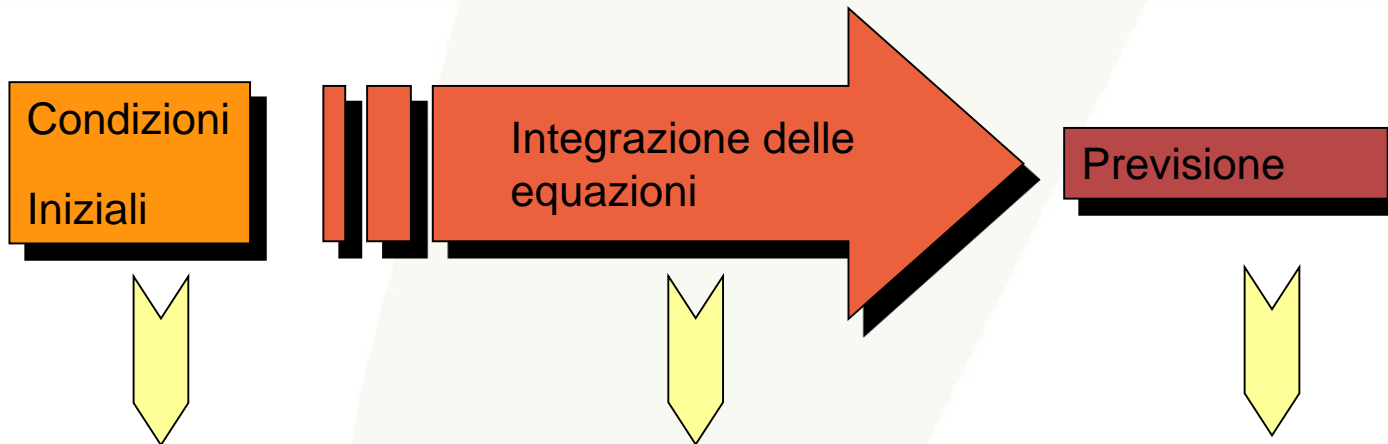 Condizioni
Iniziali
Integrazione delle
equazioni
Previsione